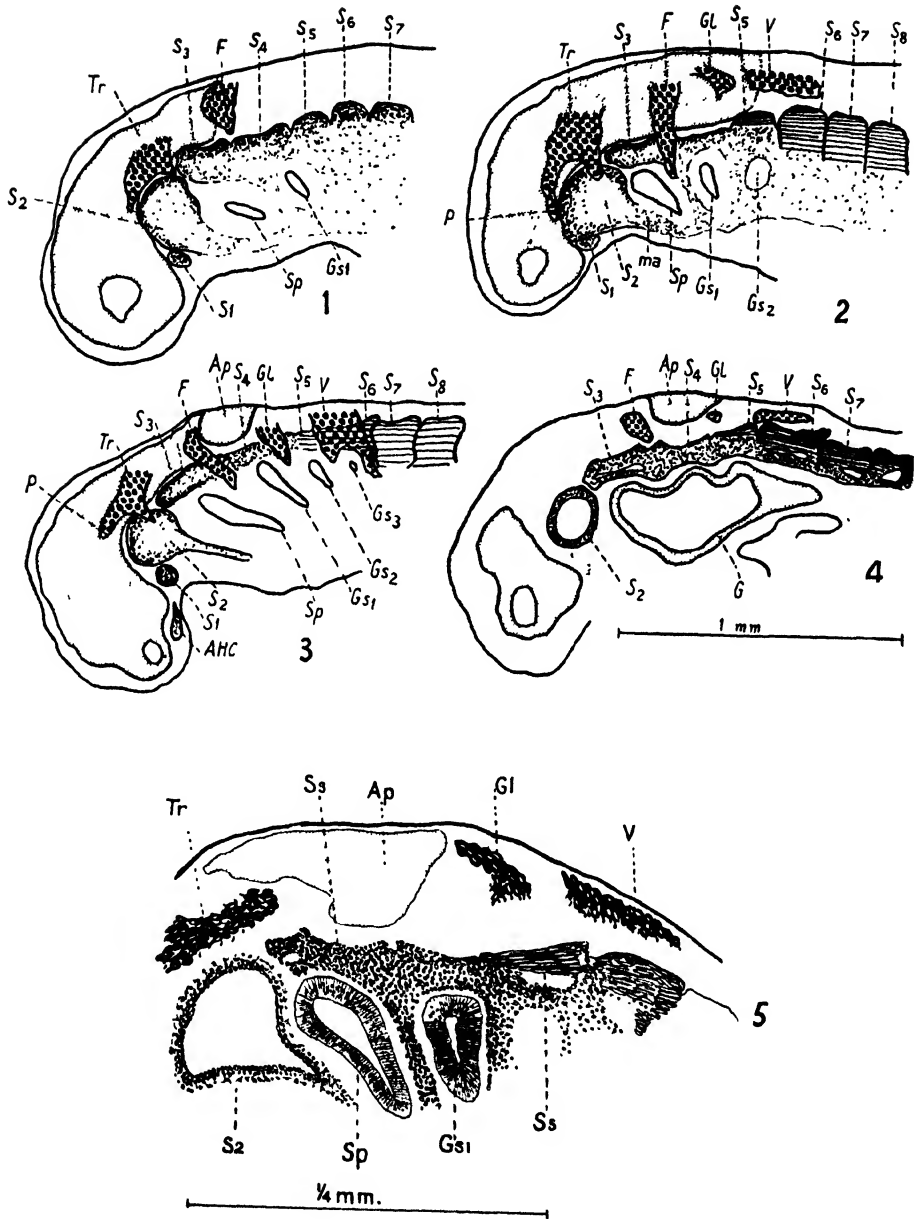 S3 F S4 S5 S6 S7
Tr
S2
S1 Sp Gs1
1
Tr S3 F Gl S5 V S6 S7 S8
P
S1 S2 ma Sp Gs1 Gs2
2
P Tr S3 F Ap S4 Gl S5 V S6 S7 S8
Gs3
Gs2
Gs1
Sp
S2
S1
AHC
3
S3 F Ap S4 Gl S5 V S6 S7
S2 G
4
1 mm
Tr S3 Ap Gl V
5
S2 Sp Gs1 S5
¼ mm.